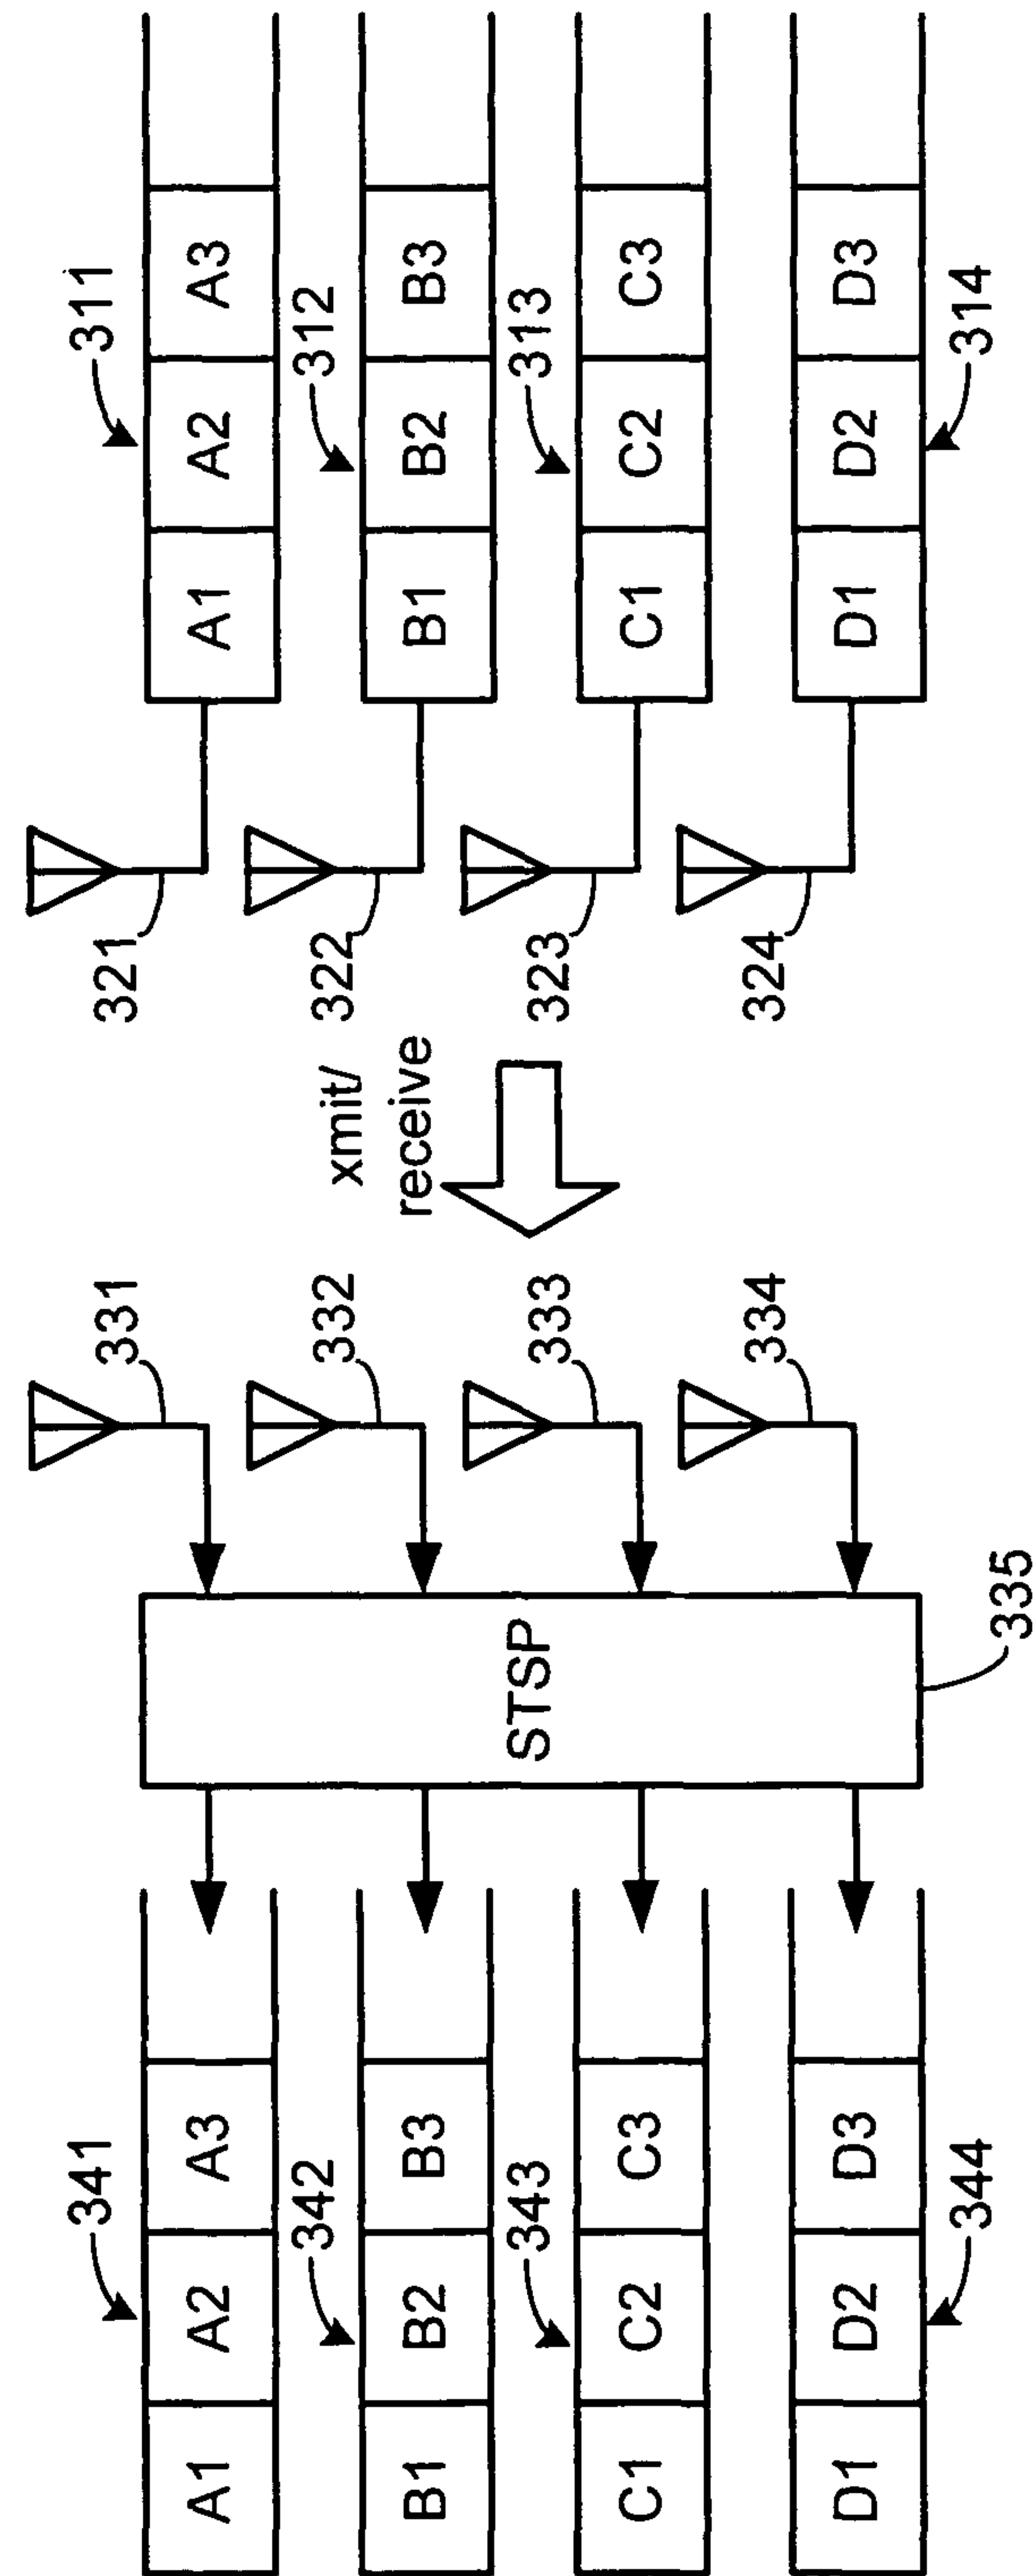 341
331
321
311
A1 A2 A3
A1 A2 A3
342
332
xmit/
receive
322
312
B1 B2 B3
B1 B2 B3
343
STSP
333
323
313
C1 C2 C3
C1 C2 C3
334
324
D1 D2 D3
D1 D2 D3
344
335
314